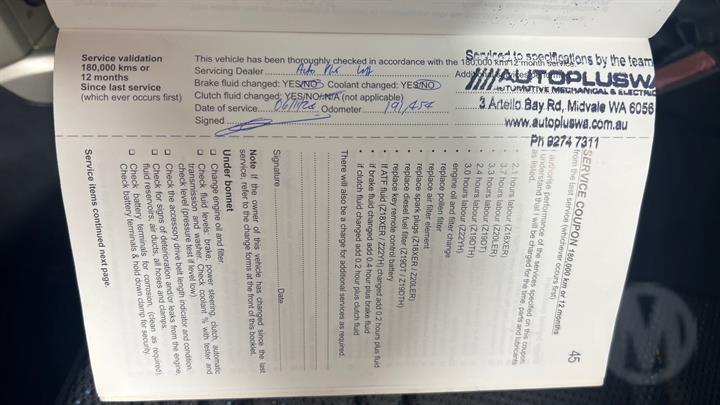 Service validation
180,000 kms or
12 months
Since last service
(which ever occurs first)
This vehicle has been thoroughly checked in accordance with the 180,000 km/12 month service
Servicing Dealer Auto Plus WA
Brake fluid changed: YES/NO Coolant changed: YES/NO
Clutch fluid changed: YES/NO/N/A (not applicable)
Date of service Odometer 191,454
Signed
Serviced to specifications by the team
AUTOPLUSWA
AUTOMOTIVE MECHANICAL & ELECTRIC
3 Artello Bay Rd, Midvale WA 6056
www.autopluswa.com.au
Ph 9274 7311
45
SERVICE COUPON 180,000 km or 12 months
from the last service (whichever occurs first)
authorise performance of the services specified on this coupon.
I understand that I will be charged for the time, parts and lubricants
as listed.
• 2.1 hours labour (Z18XER)
• 3.7 hours labour (Z20LER)
• 3.3 hours labour (Z19DT)
• 2.4 hours labour (Z19DTH)
• 3.0 hours labour (Z22YH)
engine oil and filter change
• replace pollen filter
• replace air filter element
• replace spark plugs (Z18XER / Z20LER)
• replace diesel fuel filter (Z19DT / Z19DTH)
• replace key remote control battery
• if ATF fluid (Z18XER / Z22YH) changed add 0.2 hours plus fluid
• if brake fluid changed add 0.4 hour plus brake fluid
• if clutch fluid changed add 0.2 hour plus clutch fluid
There will also be a charge for additional services as required.
Signature Date
Note: If the owner of this vehicle has changed since the last
service, refer to the change forms at the front of this booklet.
Under bonnet
❏ Change engine oil and filter.
❏ Check fluid levels: brake, power steering, clutch, automatic
transmission and washer. Check coolant % with tester and
check level (pressure test if level low).
❏ Check the accessory drive belt length indicator and condition.
❏ Check for signs of deterioration and/or leaks from the engine,
fluid reservoirs, air ducts, all hoses and clamps.
❏ Check battery terminals for corrosion, (clean as required).
Check battery terminals & hold down clamp for security.
Service items continued next page.